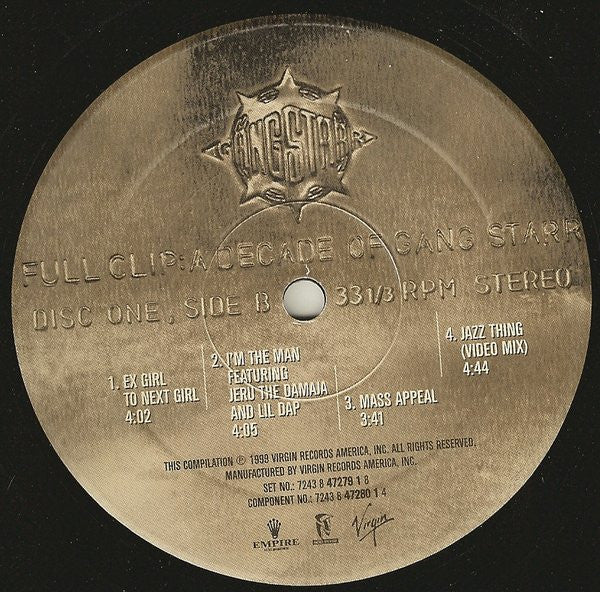 GANGSTARR
FULL CLIP: A DECADE OF GANG STARR
DISC ONE, SIDE B 33 1/3 RPM STEREO
1. EX GIRL
TO NEXT GIRL
4:02
2. I'M THE MAN
FEATURING
JERU THE DAMAJA
AND LIL DAP
4:05
3. MASS APPEAL
3:41
4. JAZZ THING
(VIDEO MIX)
4:44
THIS COMPILATION ℗ 1998 VIRGIN RECORDS AMERICA, INC. ALL RIGHTS RESERVED.
MANUFACTURED BY VIRGIN RECORDS AMERICA, INC.
SET NO.: 7243 8 47279 1 8
COMPONENT NO.: 7243 8 47280 1 4
EMPIRE
Virgin